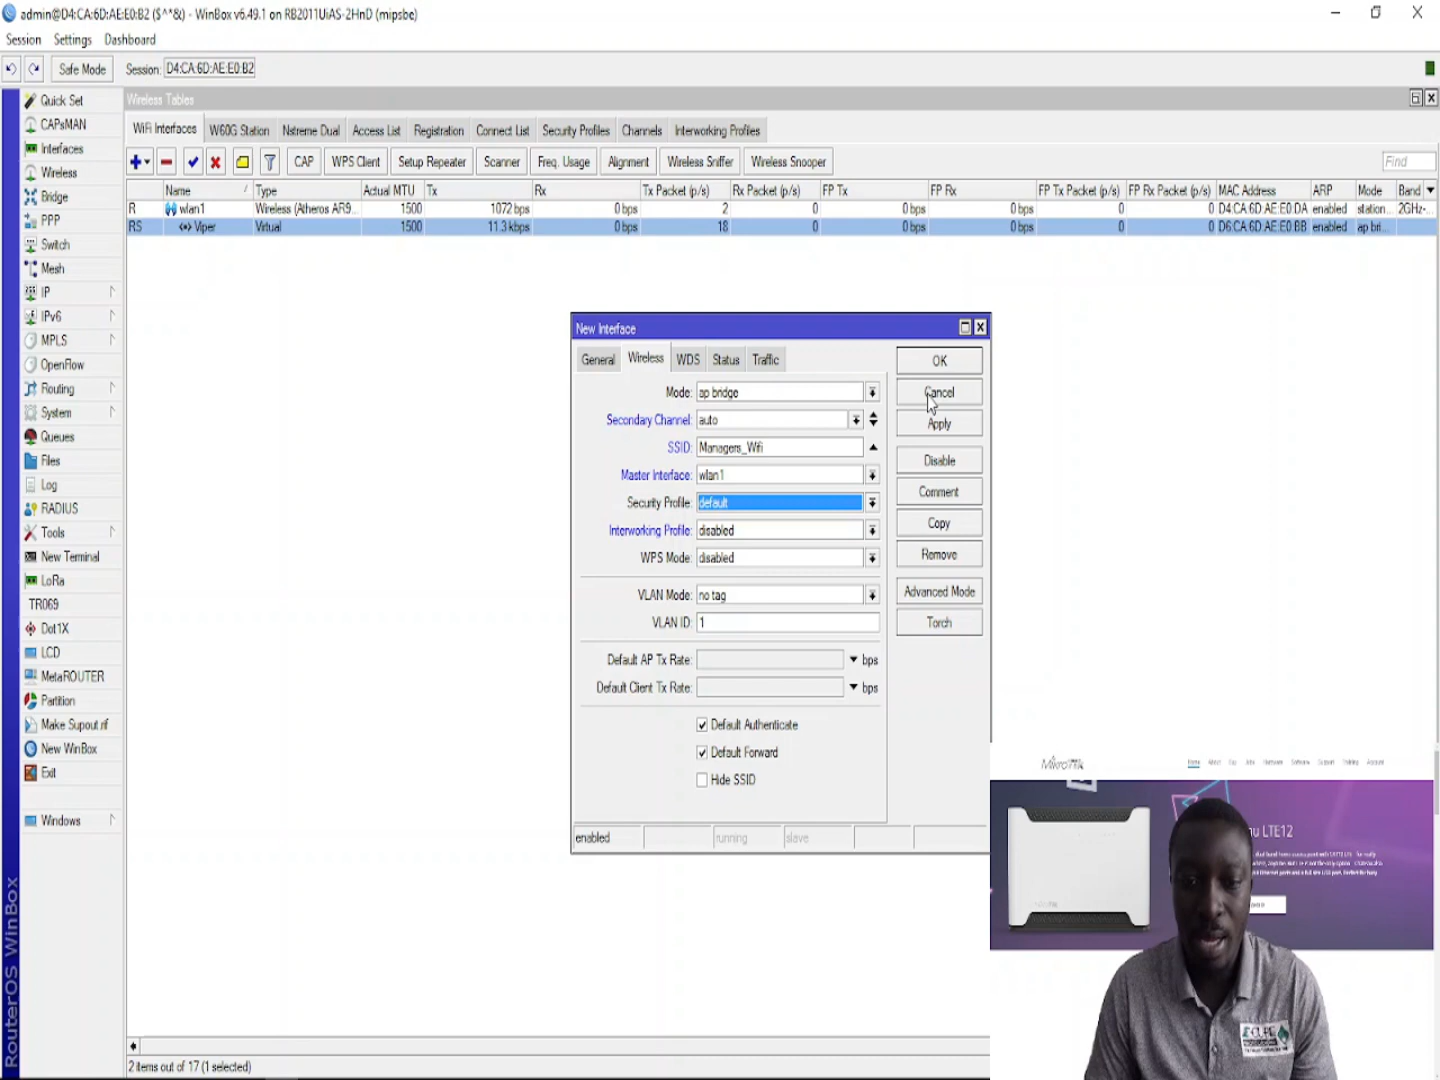 admin@D4:CA:6D:AE:E0:B2 ($^*&) - WinBox v6.49.1 on RB2011UiAS-2HnD (mipsbe)
Session Settings Dashboard
Safe Mode Session: D4:CA:6D:AE:E0:B2
Quick Set
CAPsMAN
Interfaces
Wireless
Bridge
PPP
Switch
Mesh
IP
IPv6
MPLS
OpenFlow
Routing
System
Queues
Files
Log
RADIUS
Tools
New Terminal
LoRa
TR069
Dot1X
LCD
MetaROUTER
Partition
Make Supout.rif
New WinBox
Exit
Windows
RouterOS WinBox
Wireless Tables
WiFi Interfaces W60G Station Nstreme Dual Access List Registration Connect List Security Profiles Channels Interworking Profiles
CAP WPS Client Setup Repeater Scanner Freq. Usage Alignment Wireless Sniffer Wireless Snooper Find
Name / Type Actual MTU Tx Rx Tx Packet (p/s) Rx Packet (p/s) FP Tx FP Rx FP Tx Packet (p/s) FP Rx Packet (p/s) MAC Address ARP Mode Band
R wlan1 Wireless (Atheros AR9... 1500 1072 bps 0 bps 2 0 0 bps 0 bps 0 0 D4:CA:6D:AE:E0:DA enabled station... 2GHz-...
RS Viper Virtual 1500 11.3 kbps 0 bps 18 0 0 bps 0 bps 0 0 D6:CA:6D:AE:E0:BB enabled ap bri...
New Interface
General Wireless WDS Status Traffic
Mode: ap bridge
Secondary Channel: auto
SSID: Managers_Wifi
Master Interface: wlan1
Security Profile: default
Interworking Profile: disabled
WPS Mode: disabled
VLAN Mode: no tag
VLAN ID: 1
Default AP Tx Rate: bps
Default Client Tx Rate: bps
Default Authenticate
Default Forward
Hide SSID
enabled running slave
OK
Cancel
Apply
Disable
Comment
Copy
Remove
Advanced Mode
Torch
2 items out of 17 (1 selected)
MikroTik
Home About Buy Jobs Hardware Software Support Training Account
LTE12